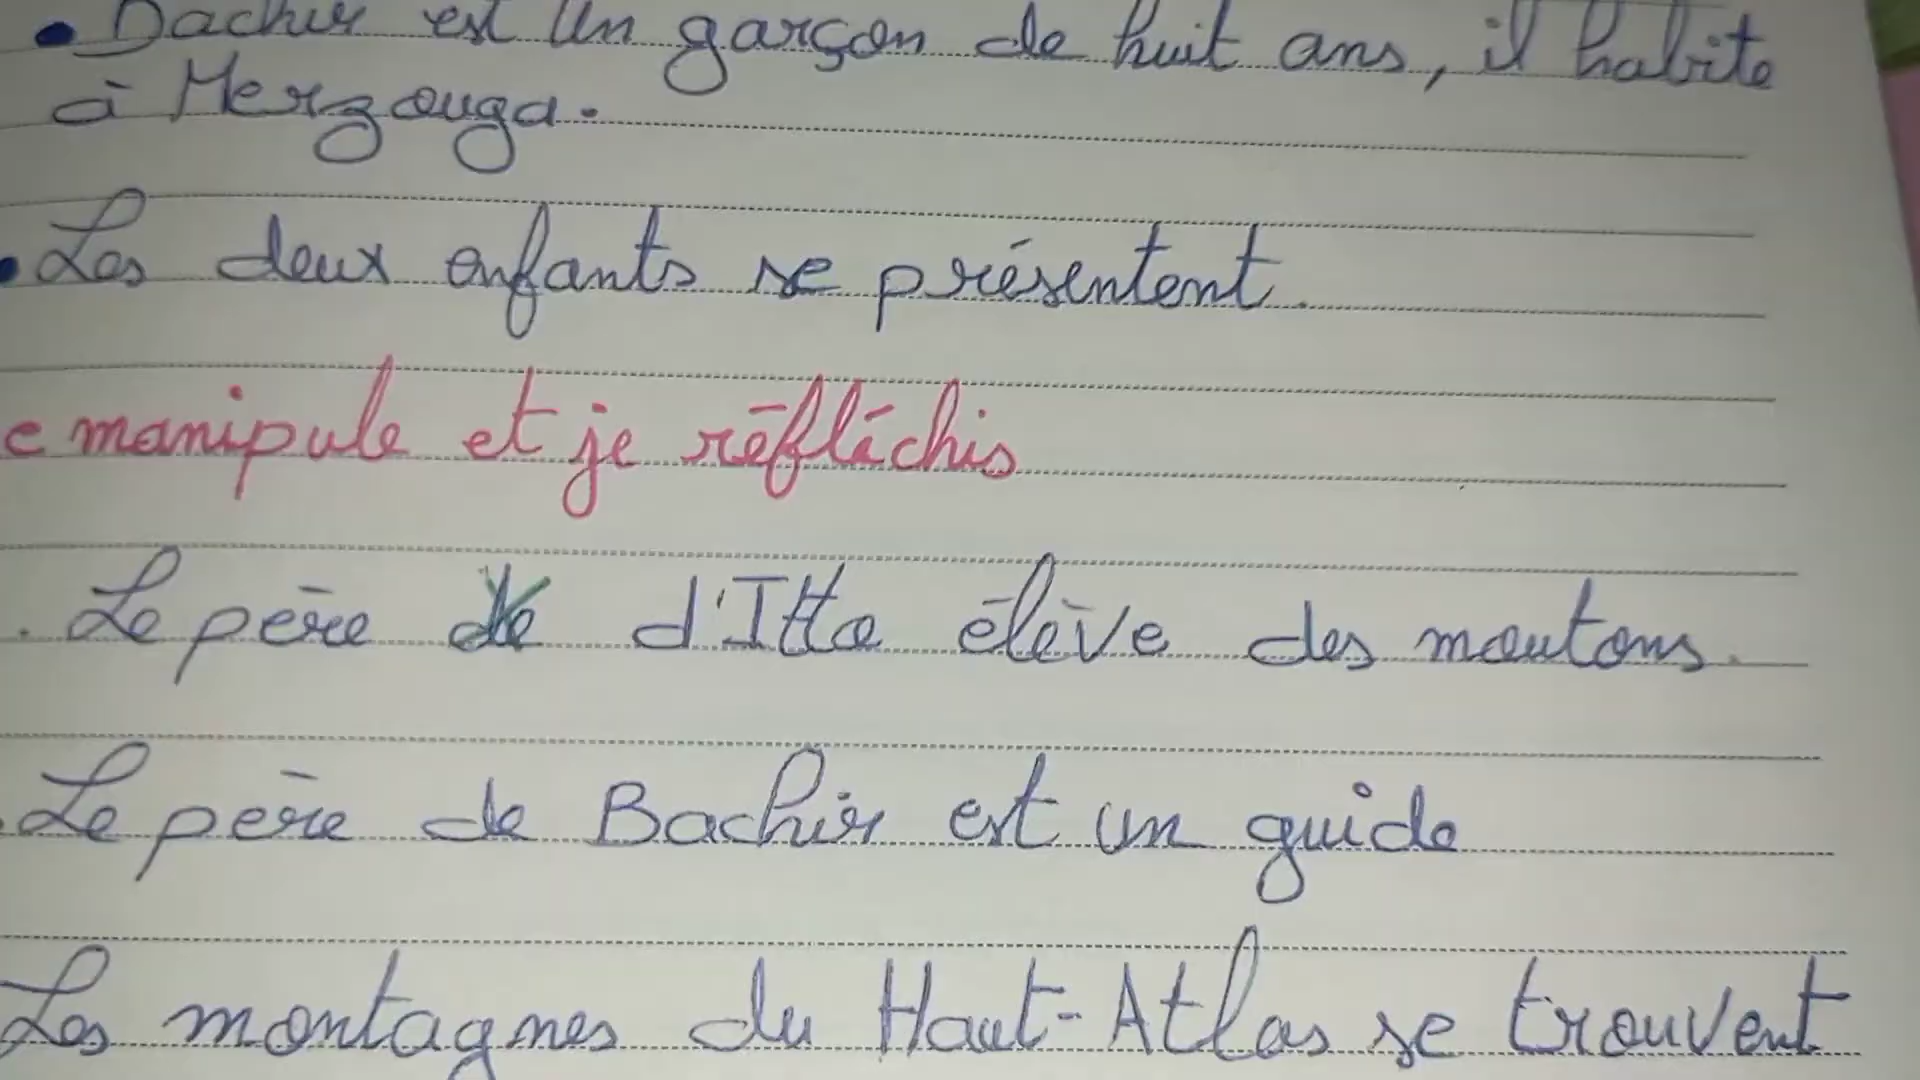 • Bachir est un garçon de huit ans, il habite
à Merzouga.
• Les deux enfants se présentent.
e manipule et je réfléchis
. Le père d'Itto élève des moutons.
. Le père de Bachir est un guide
Les montagnes du Haut-Atlas se trouvent